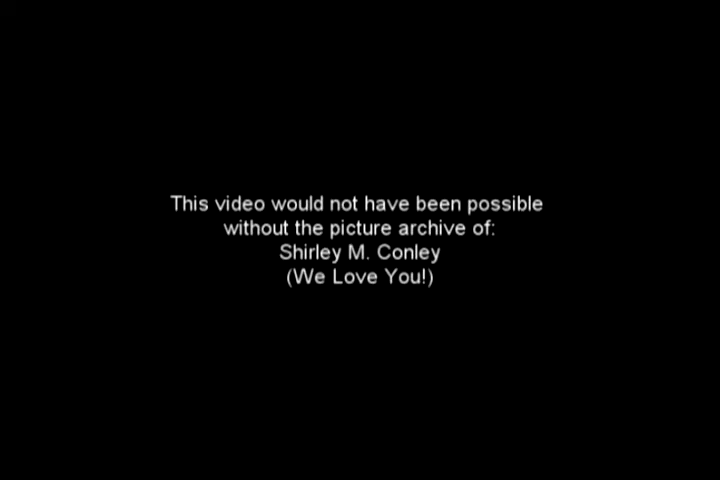 This video would not have been possible
without the picture archive of:
Shirley M. Conley
(We Love You!)